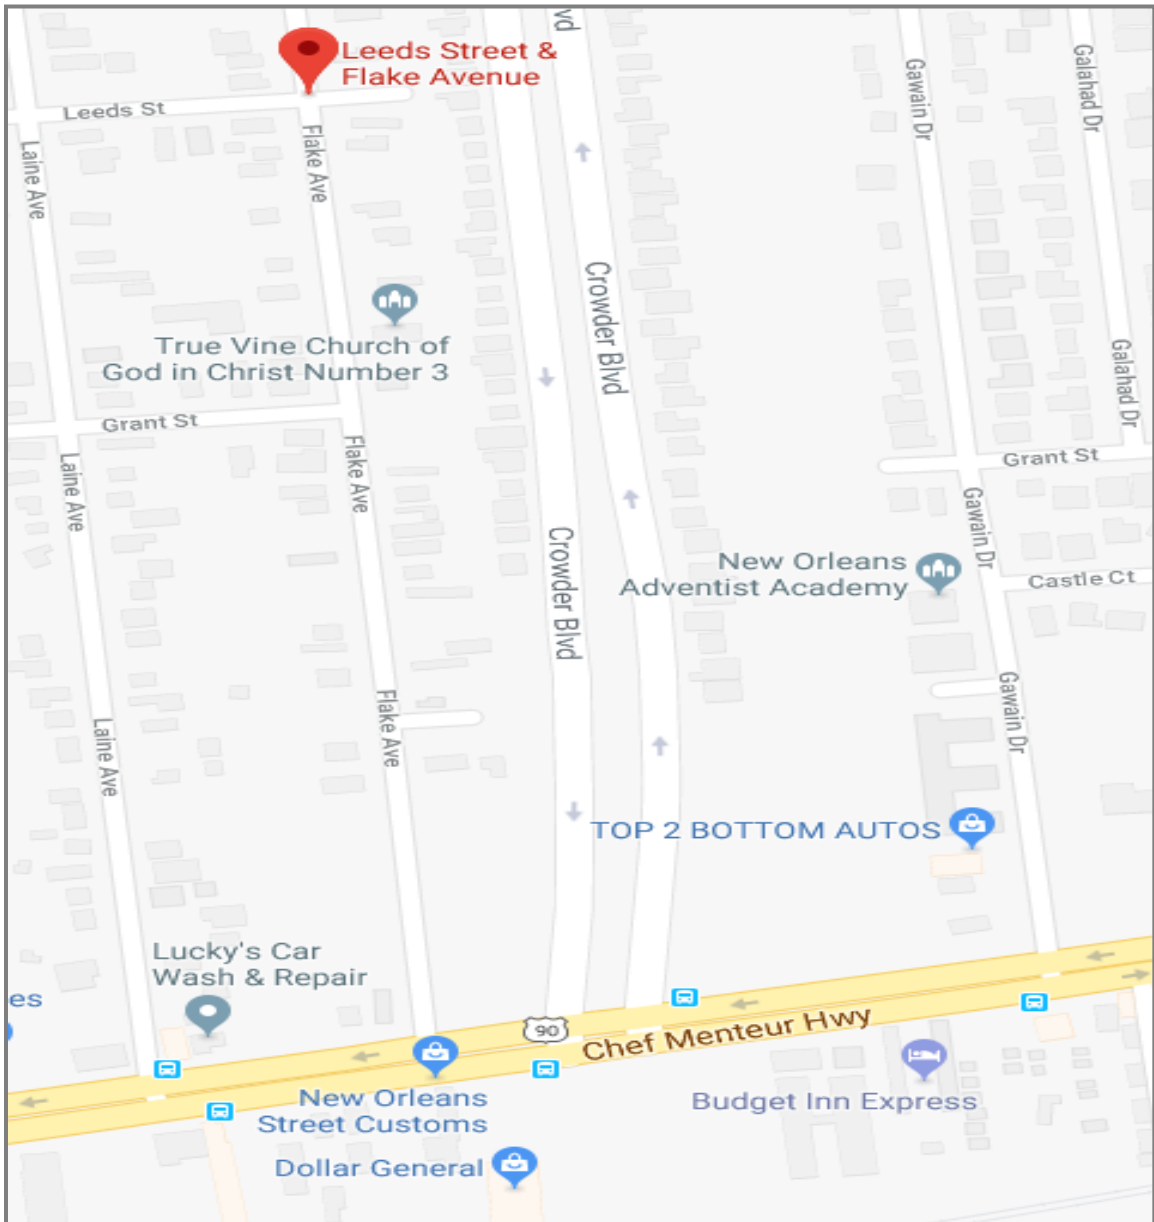 vd
Leeds Street &
Flake Avenue
Leeds St
Laine Ave
Flake Ave
Gawain Dr
Galahad Dr
Crowder Blvd
True Vine Church of
God in Christ Number 3
Galahad Dr
Grant St
Flake Ave
Laine Ave
Grant St
Gawain Dr
Crowder Blvd
New Orleans
Adventist Academy
Castle Ct
Gawain Dr
Flake Ave
Laine Ave
TOP 2 BOTTOM AUTOS
Lucky's Car
Wash & Repair
es
90
Chef Menteur Hwy
New Orleans
Street Customs
Budget Inn Express
Dollar General